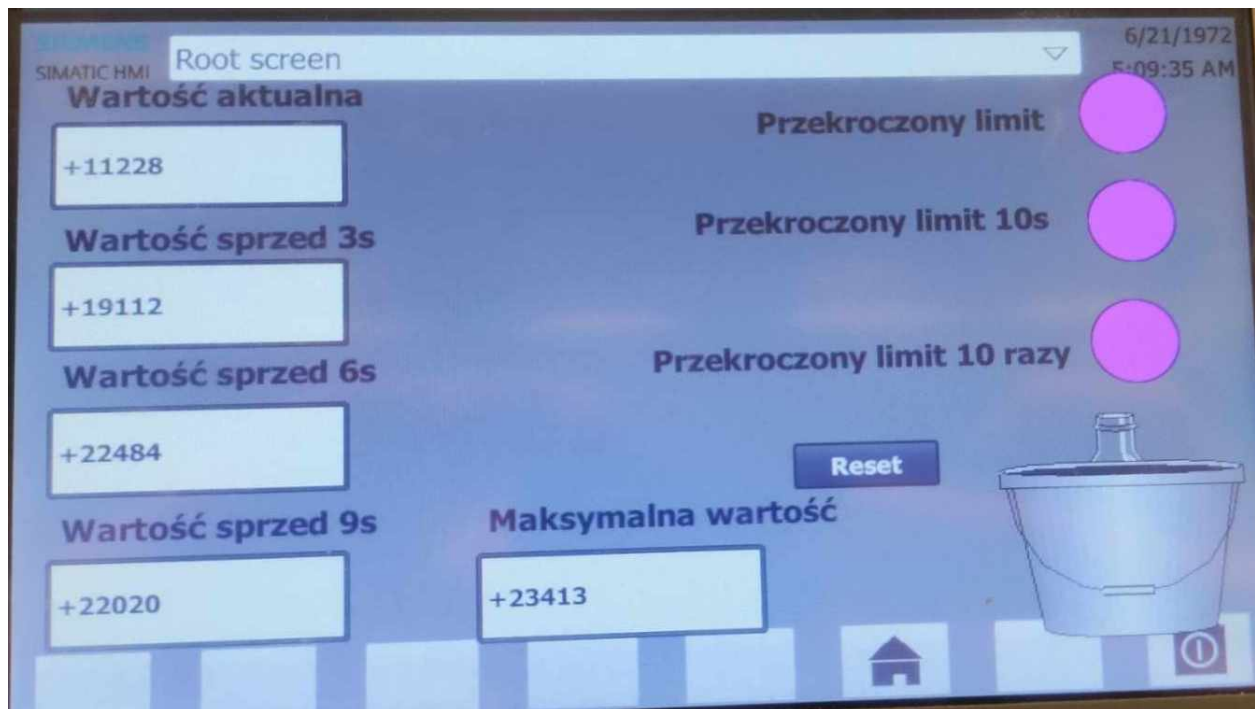 SIEMENS
SIMATIC HMI
Root screen
6/21/1972
5:09:35 AM
Wartość aktualna
+11228
Przekroczony limit
Wartość sprzed 3s
+19112
Przekroczony limit 10s
Wartość sprzed 6s
+22484
Przekroczony limit 10 razy
Reset
Wartość sprzed 9s
+22020
Maksymalna wartość
+23413